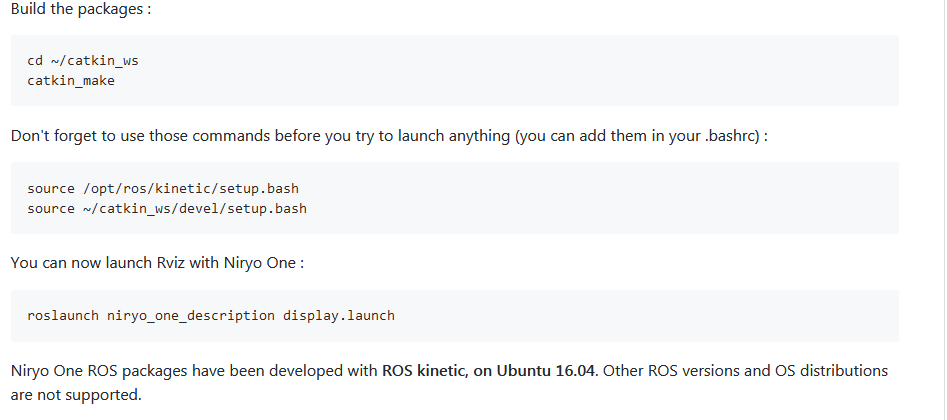 Build the packages :
cd ~/catkin_ws
catkin_make
Don't forget to use those commands before you try to launch anything (you can add them in your .bashrc) :
source /opt/ros/kinetic/setup.bash
source ~/catkin_ws/devel/setup.bash
You can now launch Rviz with Niryo One :
roslaunch niryo_one_description display.launch
Niryo One ROS packages have been developed with ROS kinetic, on Ubuntu 16.04. Other ROS versions and OS distributions
are not supported.